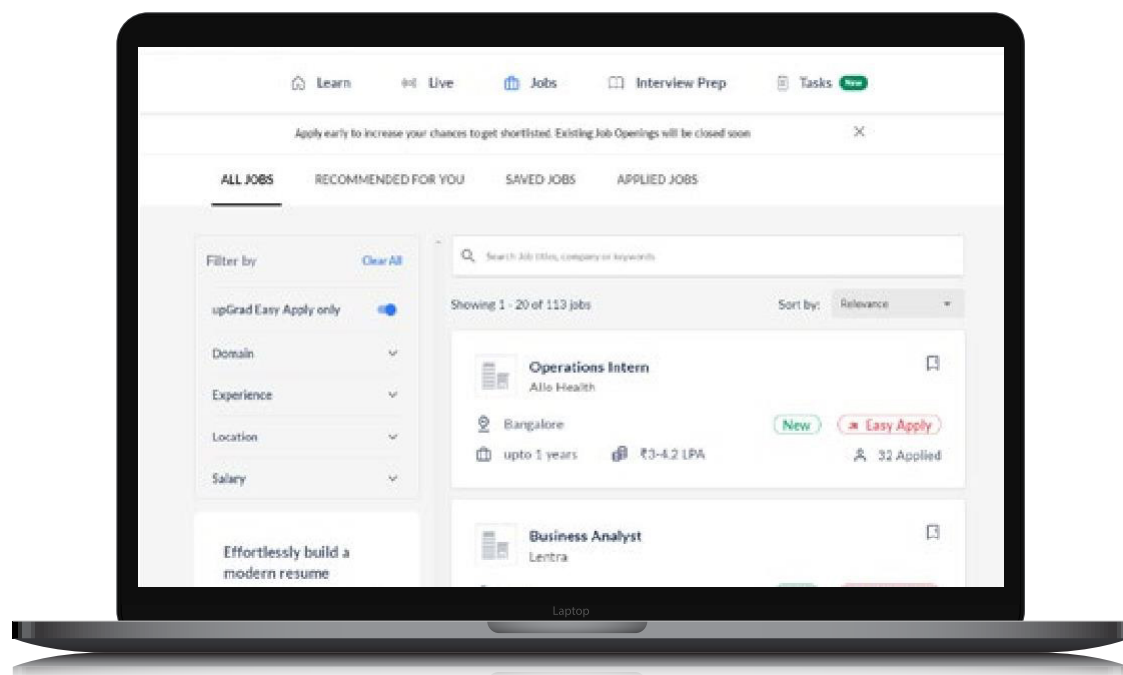 Learn Live Jobs Interview Prep Tasks New
Apply early to increase your chances to get shortlisted. Existing Job Openings will be closed soon
ALL JOBS RECOMMENDED FOR YOU SAVED JOBS APPLIED JOBS
Filter by Clear All
Search Job titles, company or keywords
upGrad Easy Apply only
Showing 1 - 20 of 113 jobs Sort by: Relevance
Domain
Experience
Location
Salary
Operations Intern
Allo Health
Bangalore New Easy Apply
upto 1 years ₹3-4.2 LPA 32 Applied
Business Analyst
Lentra
Effortlessly build a
modern resume
Laptop